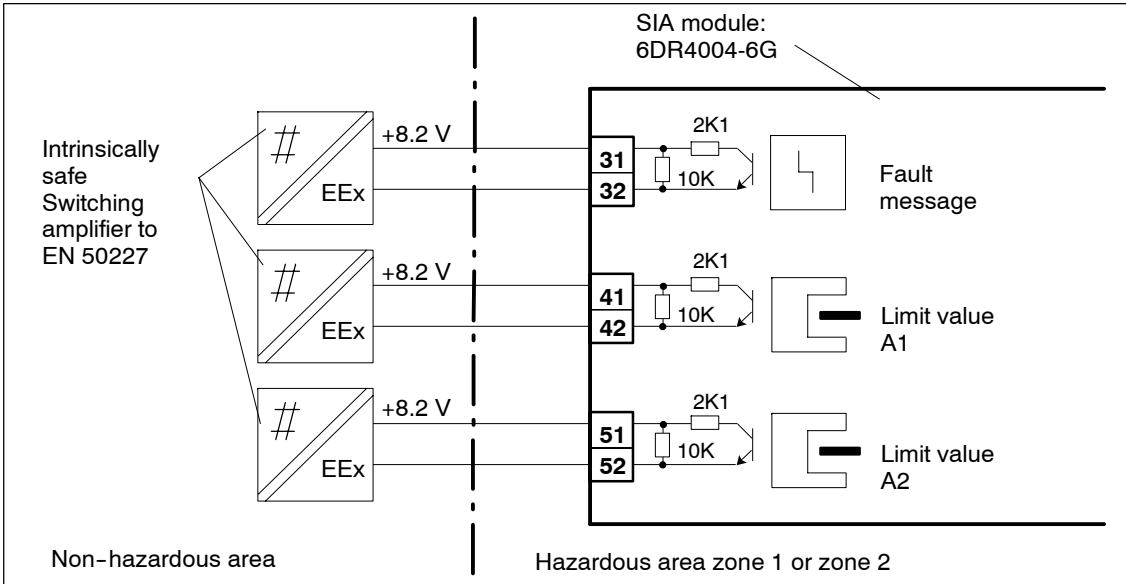 SIA module:
6DR4004-6G
Intrinsically
safe
Switching
amplifier to
EN 50227
#
+8.2 V
EEx
31
32
2K1
10K
Fault
message
#
+8.2 V
EEx
41
42
2K1
10K
Limit value
A1
#
+8.2 V
EEx
51
52
2K1
10K
Limit value
A2
Non-hazardous area
Hazardous area zone 1 or zone 2